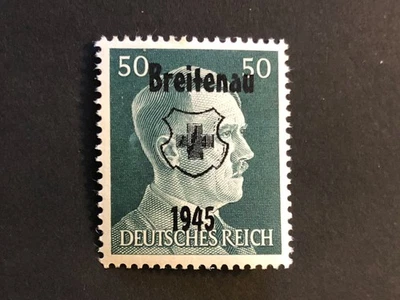 50 50
Breitenau
1945
DEUTSCHES REICH